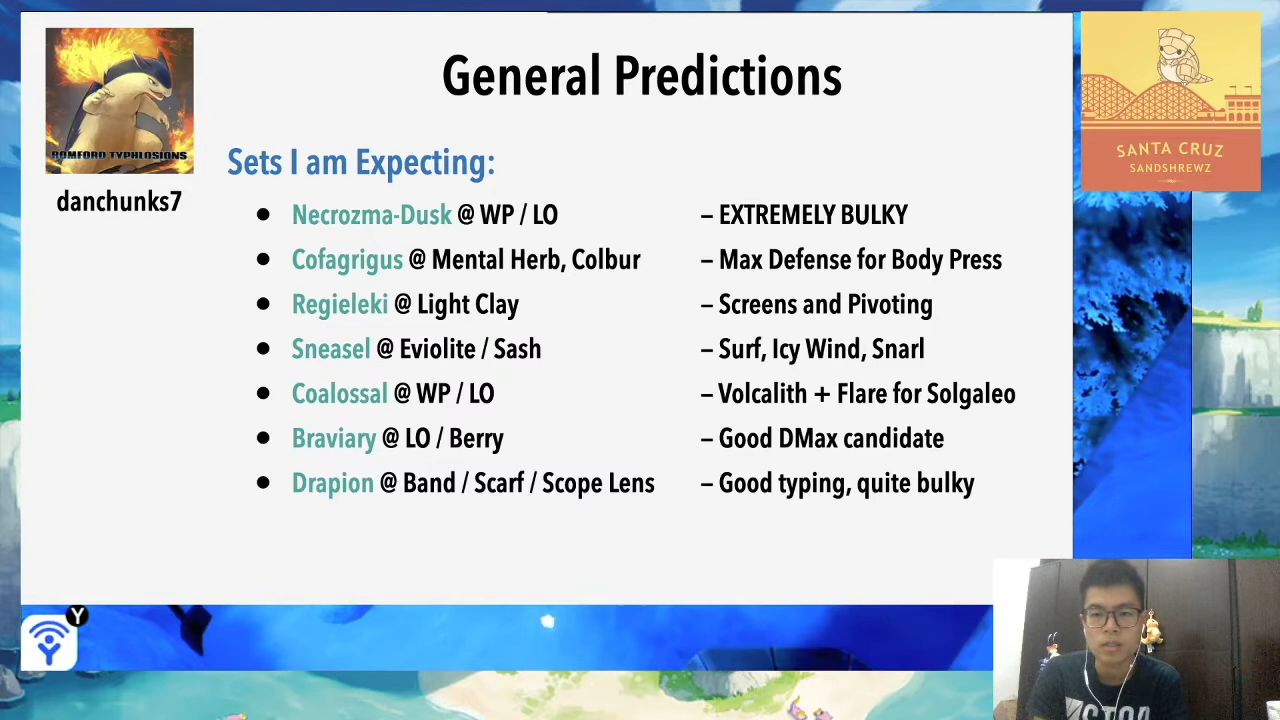 General Predictions
ROMFORD TYPHLOSIONS
danchunks7
SANTA CRUZ
SANDSHREWZ
Sets I am Expecting:
● Necrozma-Dusk @ WP / LO – EXTREMELY BULKY
● Cofagrigus @ Mental Herb, Colbur – Max Defense for Body Press
● Regieleki @ Light Clay – Screens and Pivoting
● Sneasel @ Eviolite / Sash – Surf, Icy Wind, Snarl
● Coalossal @ WP / LO – Volcalith + Flare for Solgaleo
● Braviary @ LO / Berry – Good DMax candidate
● Drapion @ Band / Scarf / Scope Lens – Good typing, quite bulky
Y